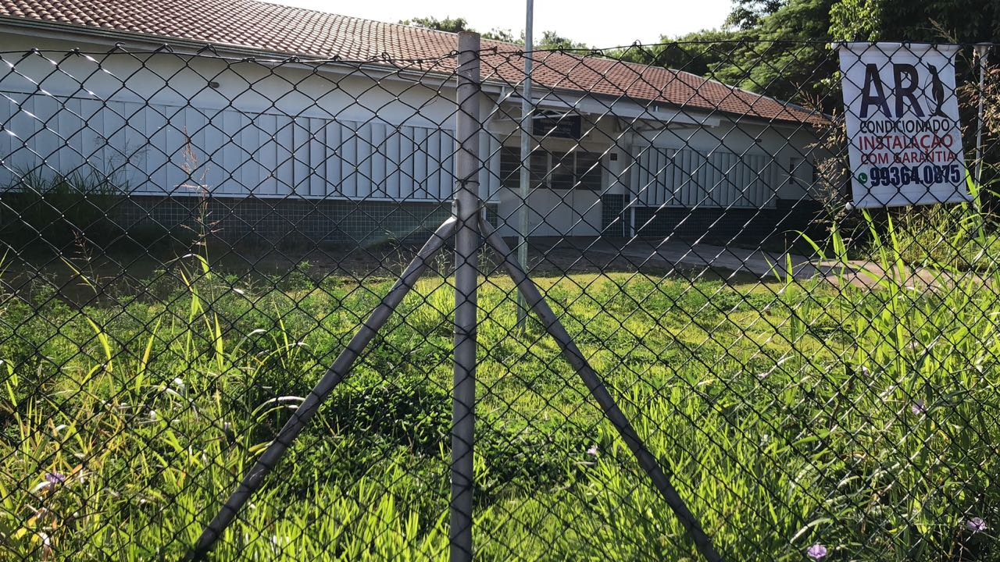 AR
CONDICIONADO
INSTALAÇÃO
COM GARANTIA
99364.0875